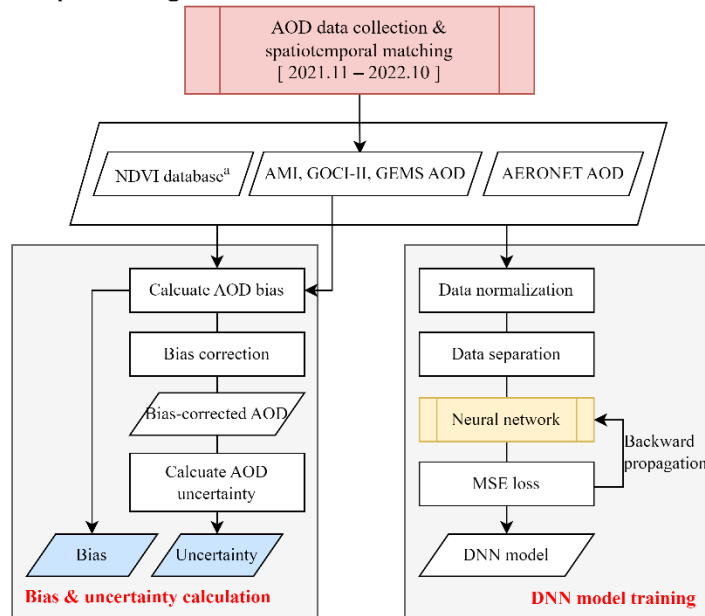 AOD data collection &
spatiotemporal matching
[ 2021.11 – 2022.10 ]
NDVI databaseᵃ
AMI, GOCI-II, GEMS AOD
AERONET AOD
Calcuate AOD bias
Bias correction
Bias-corrected AOD
Calcuate AOD
uncertainty
Bias
Uncertainty
Bias & uncertainty calculation
Data normalization
Data separation
Neural network
Backward
propagation
MSE loss
DNN model
DNN model training